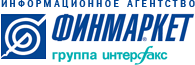 ИНФОРМАЦИОННОЕ АГЕНТСТВО
ФИНМАРКЕТ
группа интерфакс